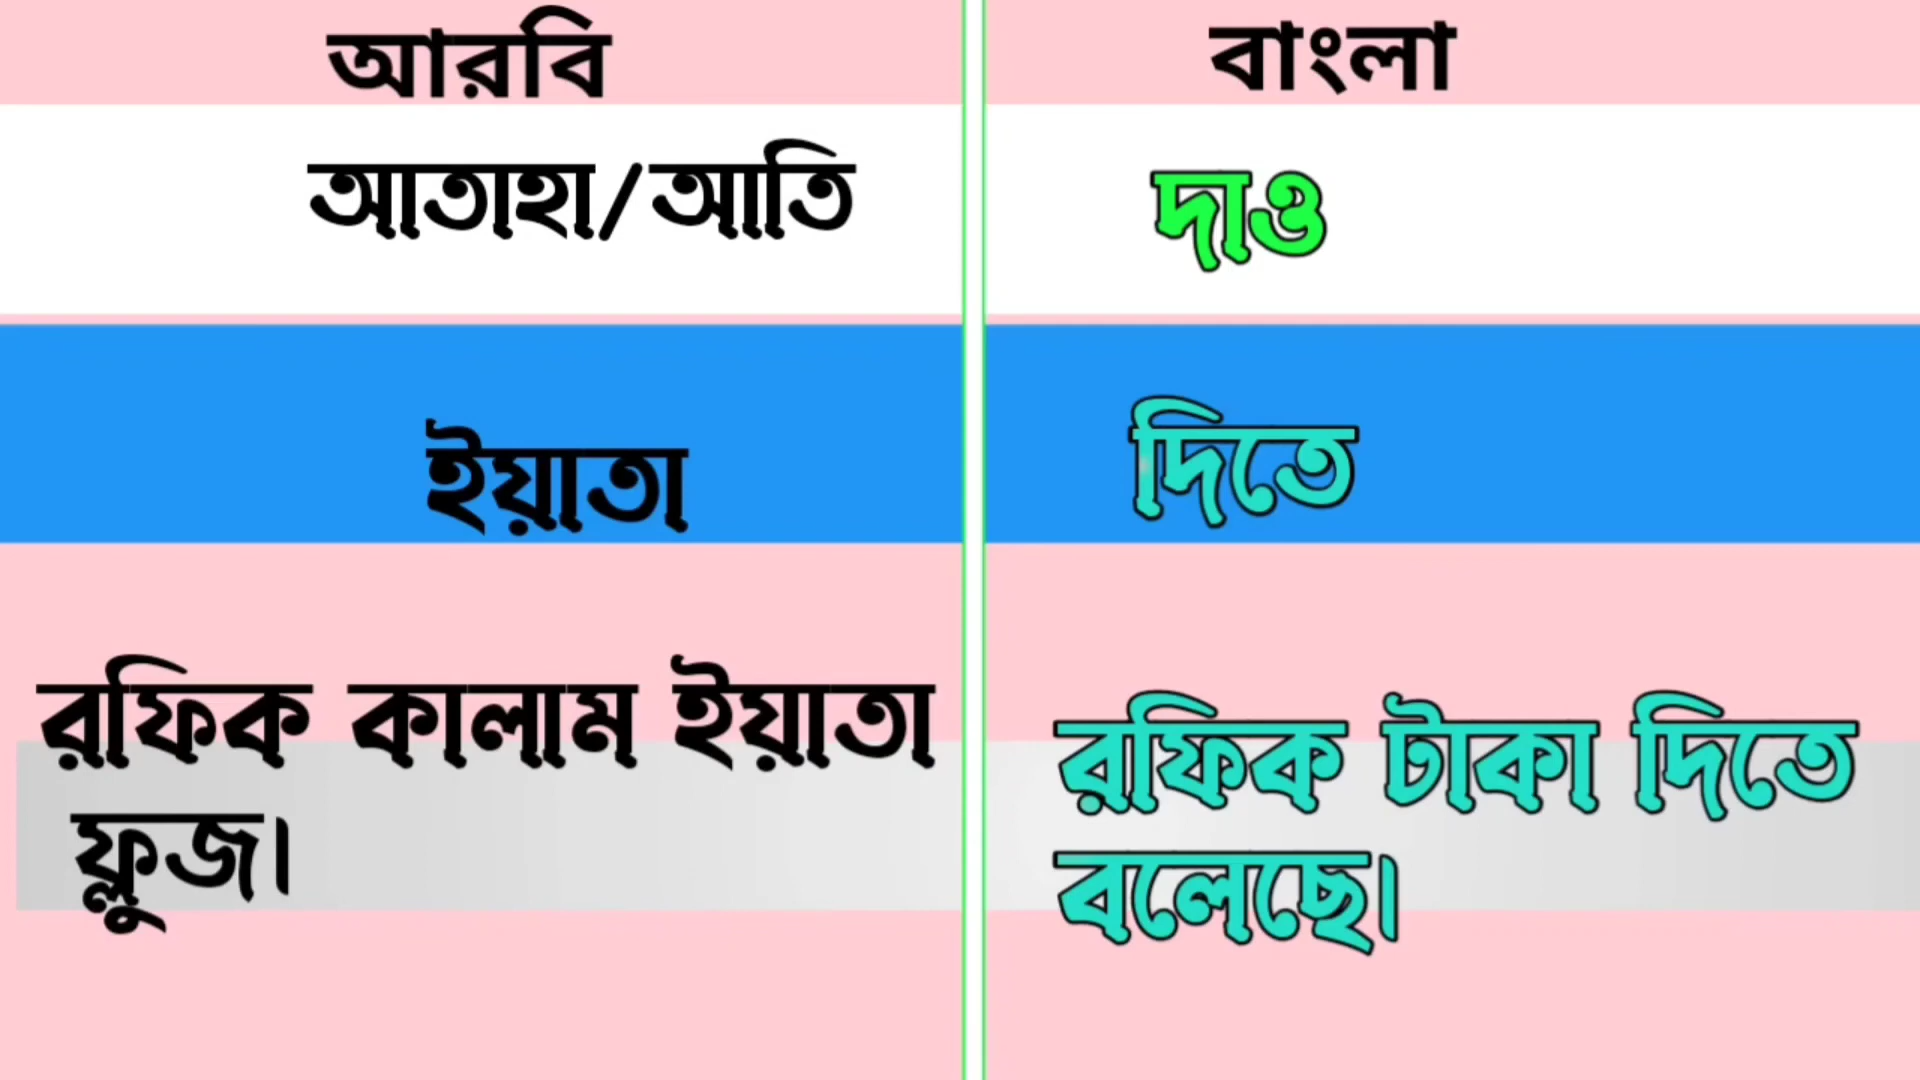 আরবি
বাংলা
আতাহা/আতি
দাও
ইয়াতা
দিতে
রফিক কালাম ইয়াতা
ফ্লুজ।
রফিক টাকা দিতে
বলেছে।